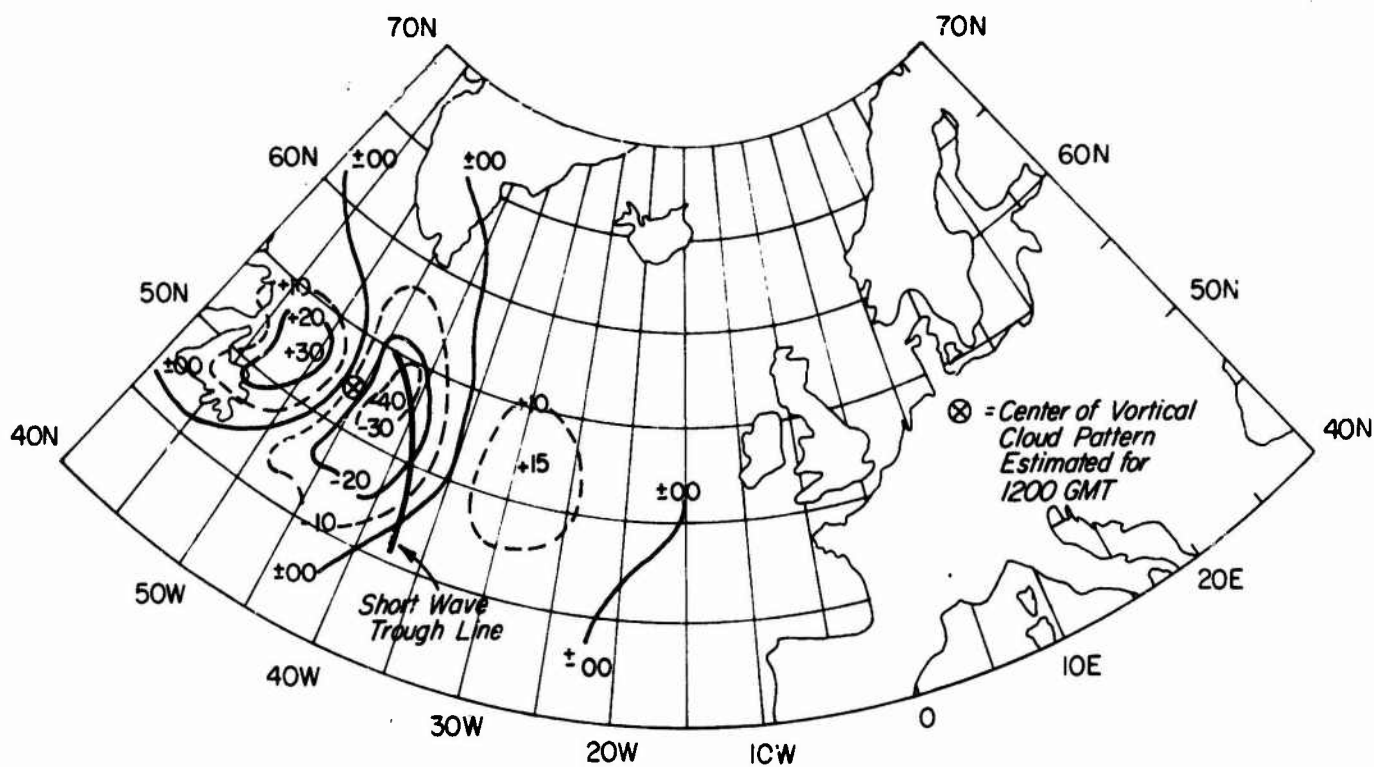 70N
70N
60N
±00
±00
60N
50N
+10
+20
+30
±00
50N
-40
-30
+10
+15
-20
-10
±00
±00
40N
40N
⊗ = Center of Vortical
Cloud Pattern
Estimated for
1200 GMT
±00
Short Wave
Trough Line
50W
40W
30W
20W
10W
0
10E
20E